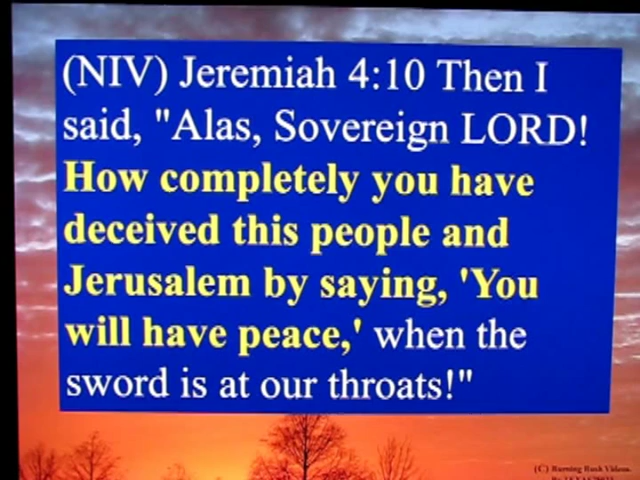 (NIV) Jeremiah 4:10 Then I
said, "Alas, Sovereign LORD!
How completely you have
deceived this people and
Jerusalem by saying, 'You
will have peace,' when the
sword is at our throats!"
(C) Burning Bush Videos